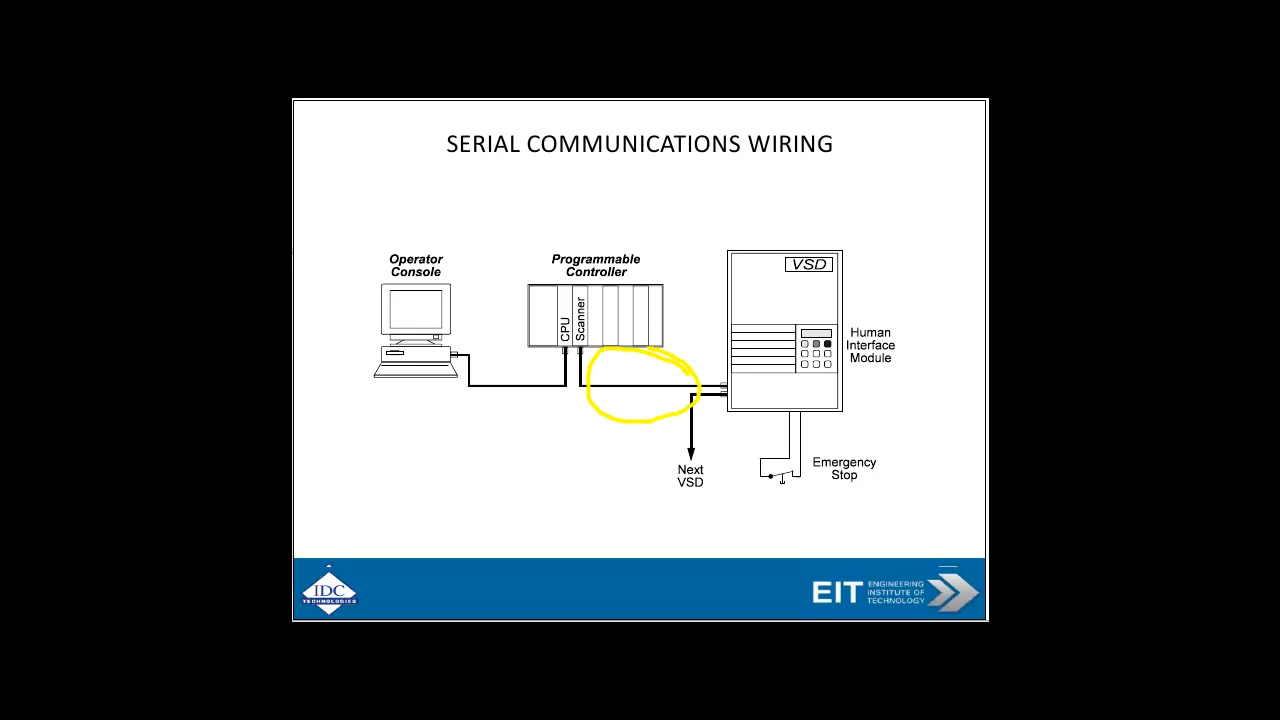 SERIAL COMMUNICATIONS WIRING
Operator
Console
Programmable
Controller
CPU
Scanner
VSD
Human
Interface
Module
Next
VSD
Emergency
Stop
IDC
TECHNOLOGIES
EIT
ENGINEERING
INSTITUTE OF
TECHNOLOGY